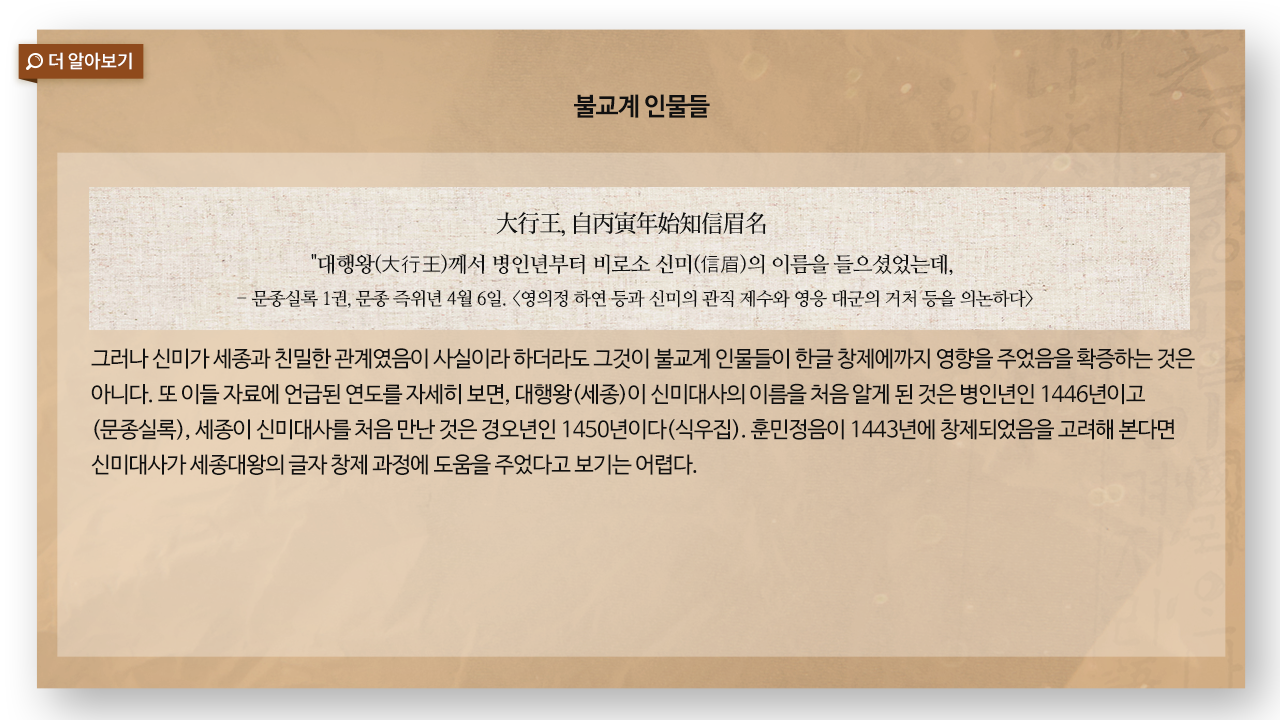 더 알아보기
불교계 인물들
大行王, 自丙寅年始知信眉名
"대행왕(大行王)께서 병인년부터 비로소 신미(信眉)의 이름을 들으셨었는데,
– 문종실록 1권, 문종 즉위년 4월 6일. <영의정 하연 등과 신미의 관직 제수와 영응 대군의 거처 등을 의논하다>
그러나 신미가 세종과 친밀한 관계였음이 사실이라 하더라도 그것이 불교계 인물들이 한글 창제에까지 영향을 주었음을 확증하는 것은
아니다. 또 이들 자료에 언급된 연도를 자세히 보면, 대행왕(세종)이 신미대사의 이름을 처음 알게 된 것은 병인년인 1446년이고
(문종실록), 세종이 신미대사를 처음 만난 것은 경오년인 1450년이다(식우집). 훈민정음이 1443년에 창제되었음을 고려해 본다면
신미대사가 세종대왕의 글자 창제 과정에 도움을 주었다고 보기는 어렵다.